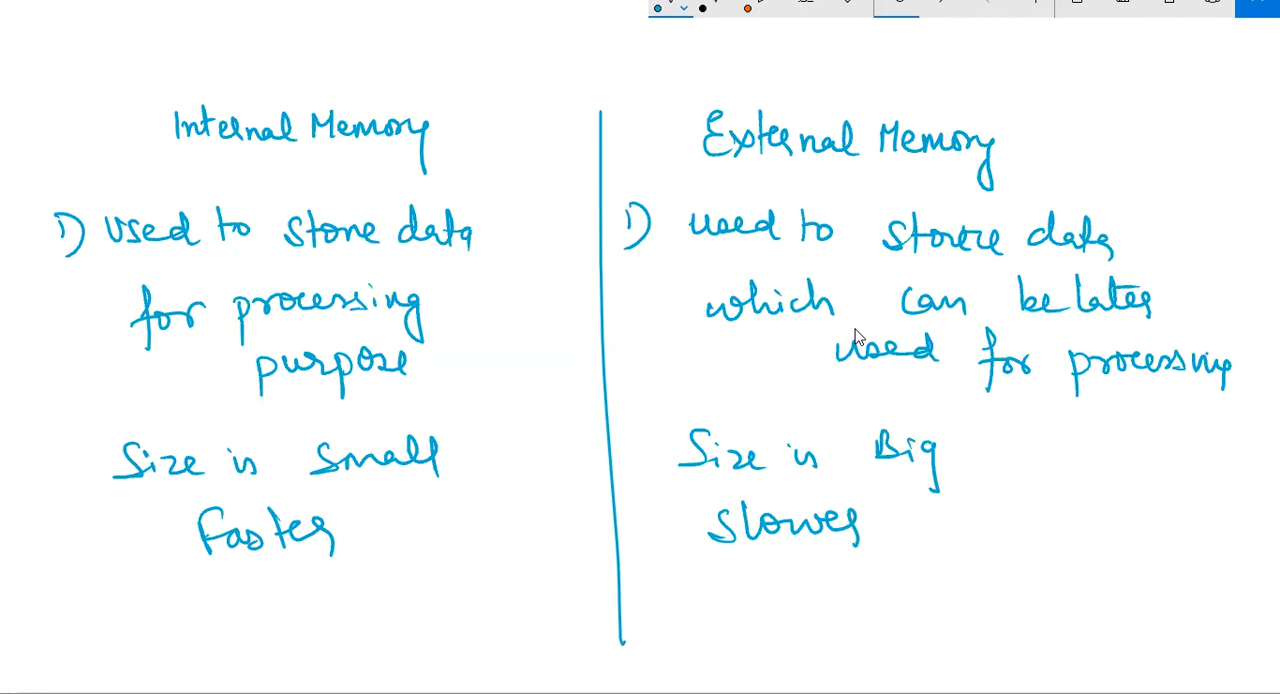 Internal Memory
1) used to store data
for processing
purpose
Size is small
Faster
External Memory
1) used to store data
which can be later
used for processing
Size is Big
Slower